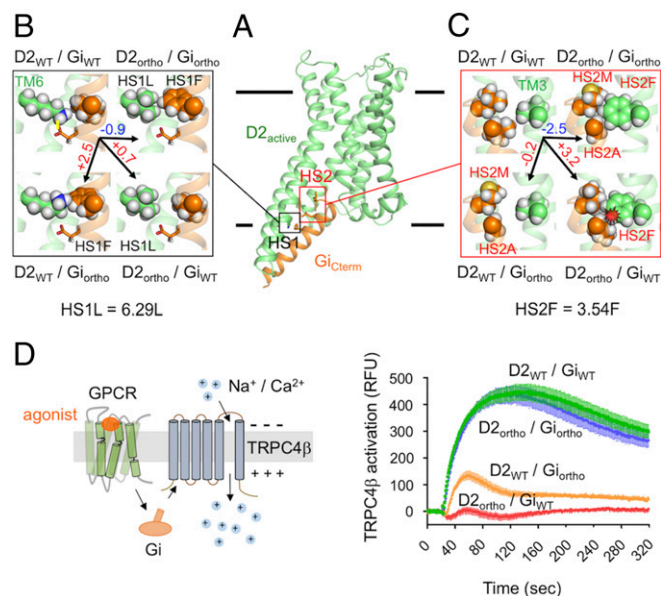 B
D2WT / GiWT D2ortho / Giortho
TM6
HS1L HS1F
-0.9
+2.5
+0.7
HS1F HS1L
D2WT / Giortho D2ortho / GiWT
HS1L = 6.29L
A
D2active
HS2
HS1
GiCterm
C
D2WT / GiWT D2ortho / Giortho
HS2M HS2F
TM3
-2.5
HS2A
-0.2
+3.2
HS2M
HS2A
HS2F
D2WT / Giortho D2ortho / GiWT
HS2F = 3.54F
D
GPCR
agonist
Na⁺ / Ca²⁺
- - -
TRPC4β
+ + +
Gi
TRPC4β activation (RFU)
500
400
300
200
100
0
D2WT / GiWT
D2ortho / Giortho
D2WT / Giortho
D2ortho / GiWT
0 40 80 120 160 200 240 280 320
Time (sec)